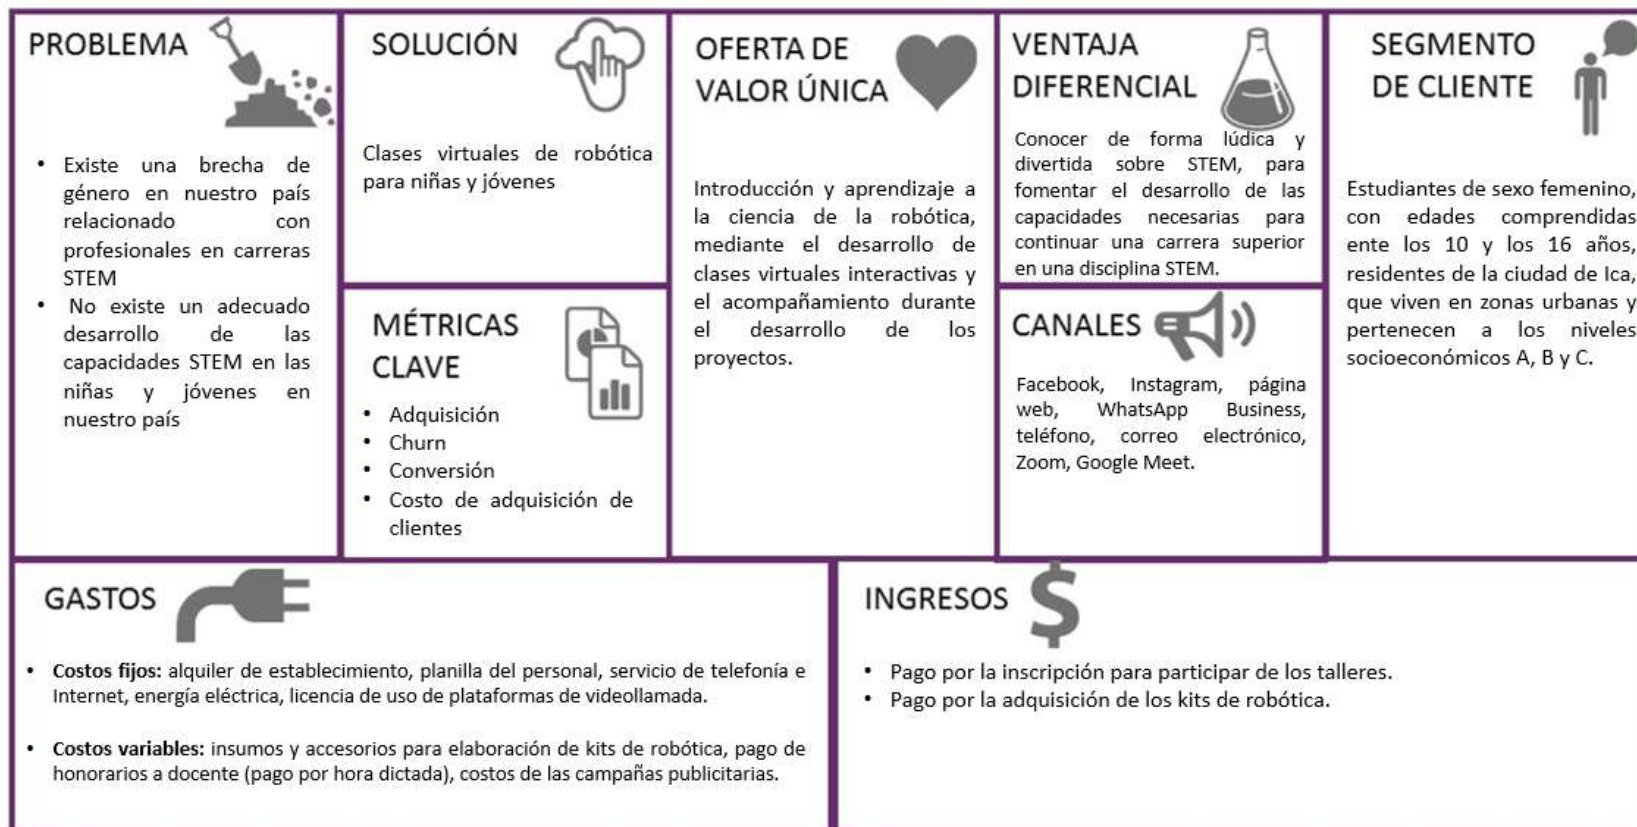 PROBLEMA
• Existe una brecha de
género en nuestro país
relacionado con
profesionales en carreras
STEM
• No existe un adecuado
desarrollo de las
capacidades STEM en las
niñas y jóvenes en
nuestro país
SOLUCIÓN
Clases virtuales de robótica
para niñas y jóvenes
MÉTRICAS
CLAVE
• Adquisición
• Churn
• Conversión
• Costo de adquisición de
clientes
OFERTA DE
VALOR ÚNICA
Introducción y aprendizaje a
la ciencia de la robótica,
mediante el desarrollo de
clases virtuales interactivas y
el acompañamiento durante
el desarrollo de los
proyectos.
VENTAJA
DIFERENCIAL
Conocer de forma lúdica y
divertida sobre STEM, para
fomentar el desarrollo de las
capacidades necesarias para
continuar una carrera superior
en una disciplina STEM.
CANALES
Facebook, Instagram, página
web, WhatsApp Business,
teléfono, correo electrónico,
Zoom, Google Meet.
SEGMENTO
DE CLIENTE
Estudiantes de sexo femenino,
con edades comprendidas
ente los 10 y los 16 años,
residentes de la ciudad de Ica,
que viven en zonas urbanas y
pertenecen a los niveles
socioeconómicos A, B y C.
GASTOS
• Costos fijos: alquiler de establecimiento, planilla del personal, servicio de telefonía e
Internet, energía eléctrica, licencia de uso de plataformas de videollamada.
• Costos variables: insumos y accesorios para elaboración de kits de robótica, pago de
honorarios a docente (pago por hora dictada), costos de las campañas publicitarias.
INGRESOS
$
• Pago por la inscripción para participar de los talleres.
• Pago por la adquisición de los kits de robótica.